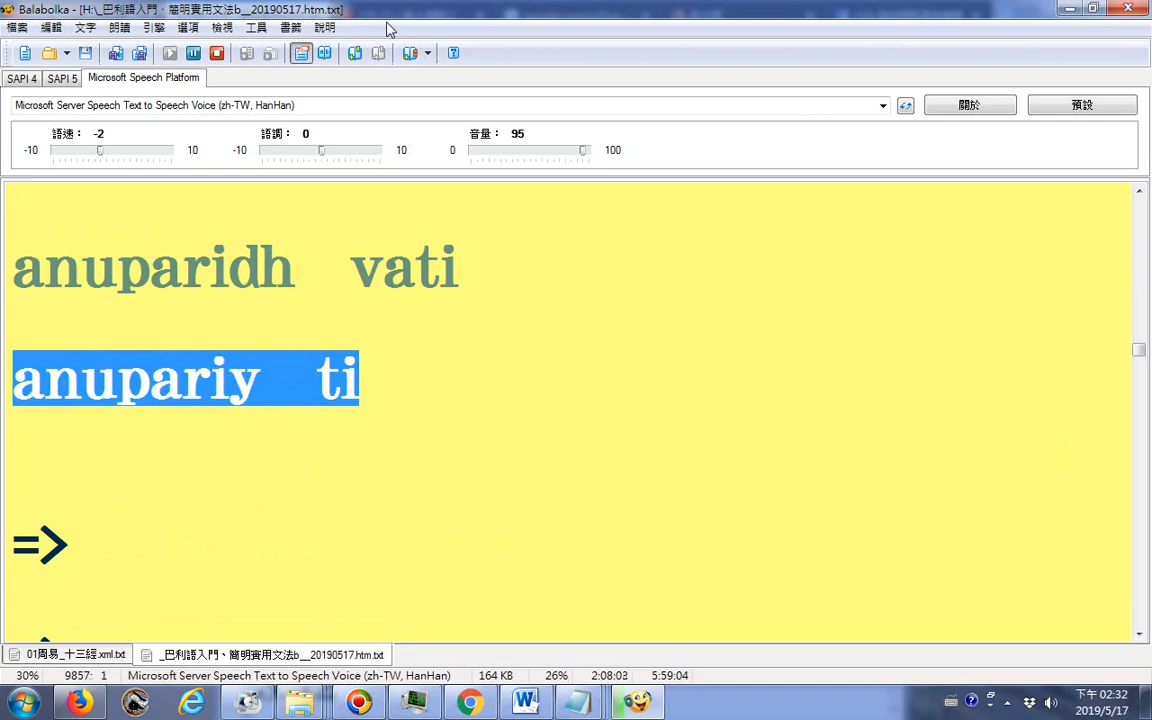 Balabolka - [H:\_巴利語入門、簡明實用文法b__20190517.htm.txt]
檔案 編輯 文字 朗讀 引擎 選項 檢視 工具 書籤 說明
SAPI 4 SAPI 5 Microsoft Speech Platform
Microsoft Server Speech Text to Speech Voice (zh-TW, HanHan) 關於 預設
語速： -2 語調： 0 音量： 95
-10 10 -10 10 0 100
anuparidh vati
anupariy ti
=>
01周易_十三經.xml.txt _巴利語入門、簡明實用文法b__20190517.htm.txt
30% 9857: 1 Microsoft Server Speech Text to Speech Voice (zh-TW, HanHan) 164 KB 26% 2:08:03 5:59:04
下午 02:32
2019/5/17